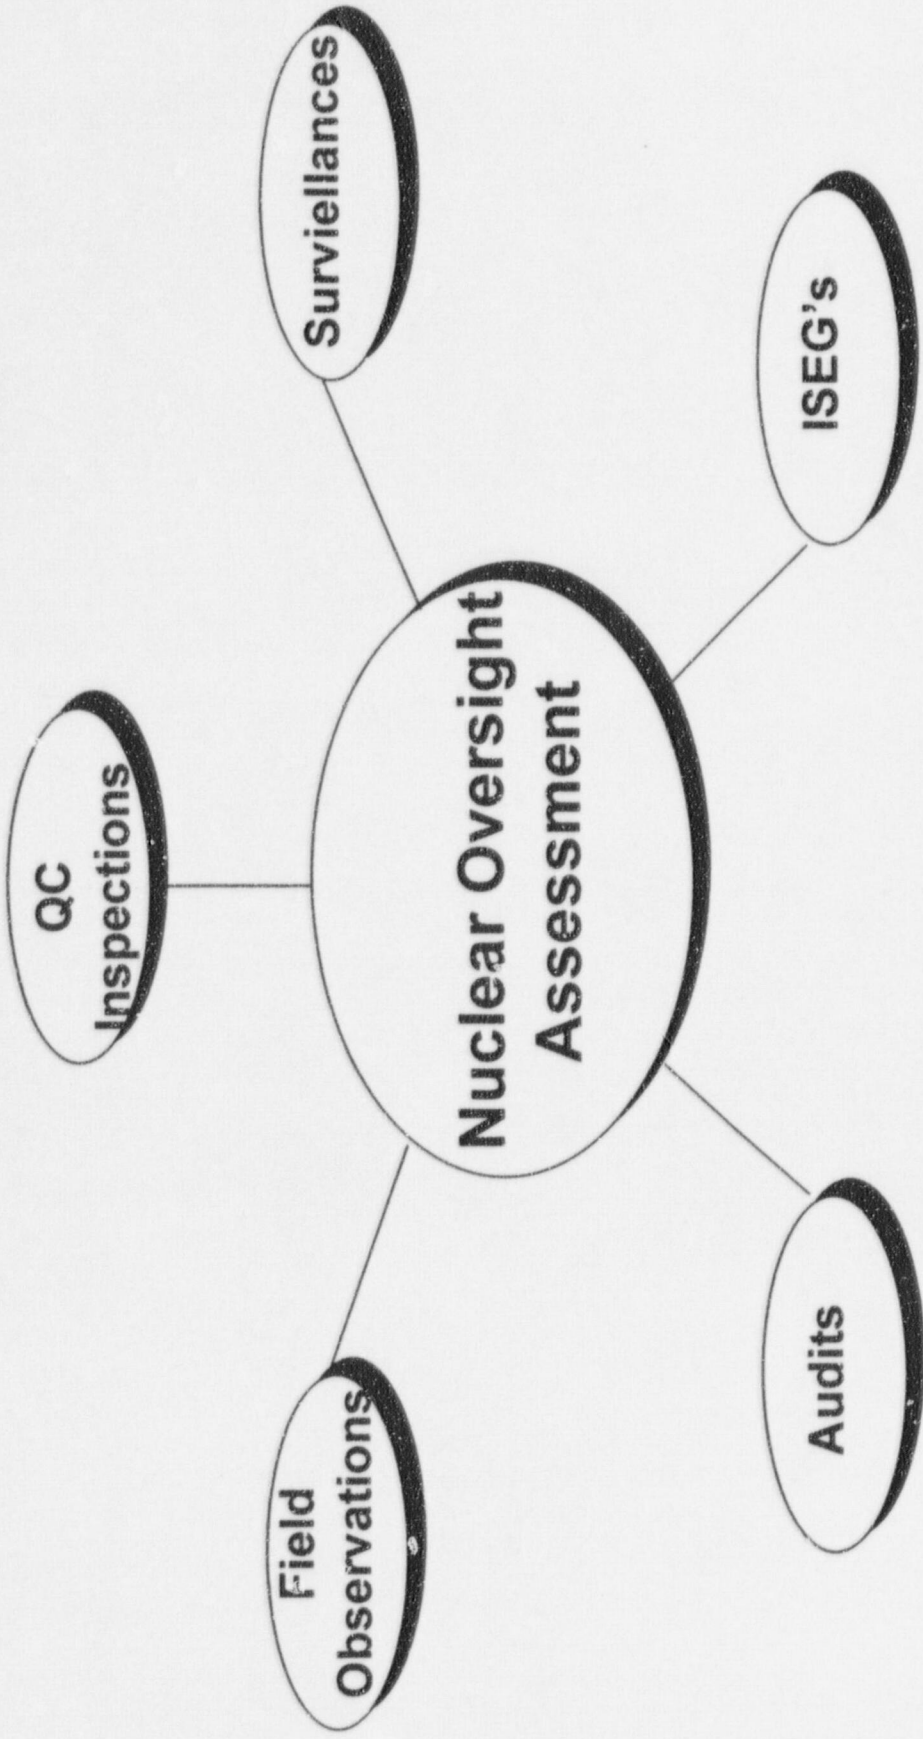 QC
Inspections
Field
Observations
Surviellances
Nuclear Oversight
Assessment
Audits
ISEG's